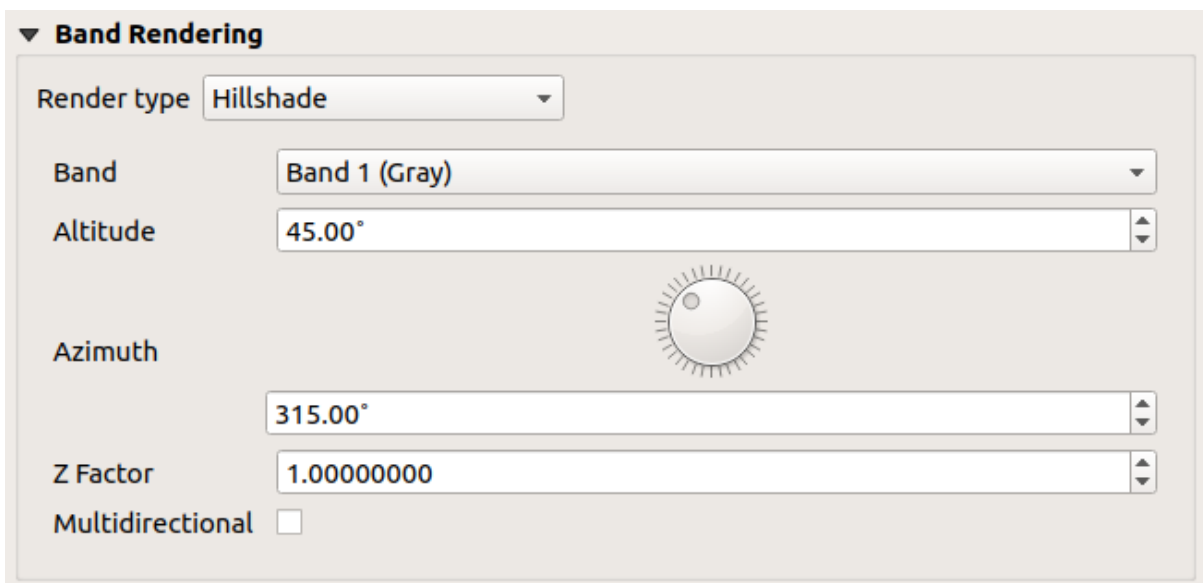 Band Rendering
Render type Hillshade
Band Band 1 (Gray)
Altitude 45.00°
Azimuth
315.00°
Z Factor 1.00000000
Multidirectional